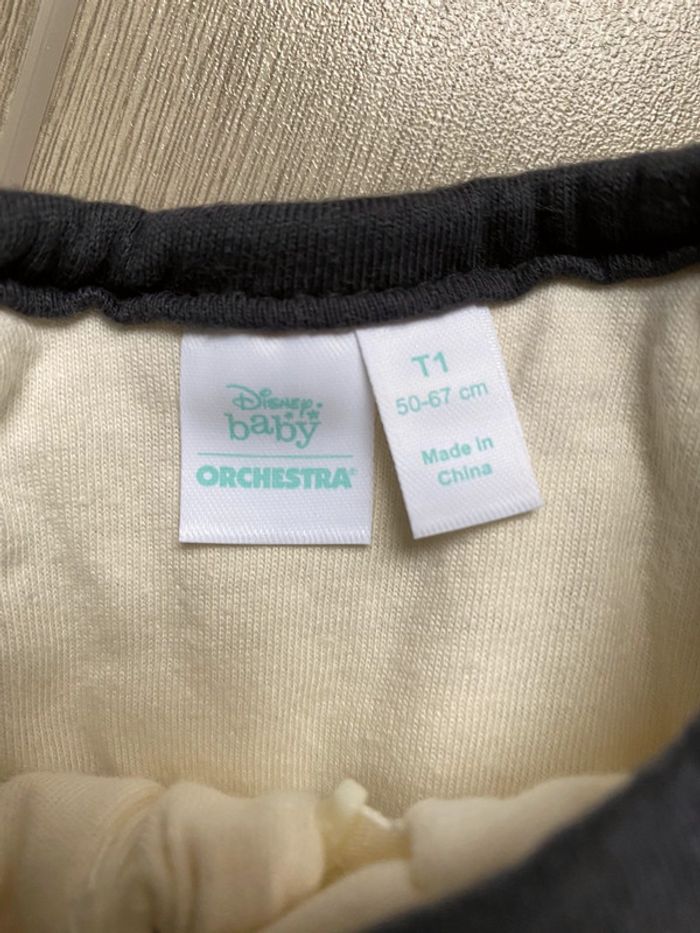 Disney
baby
ORCHESTRA®
T1
50-67 cm
Made in
China